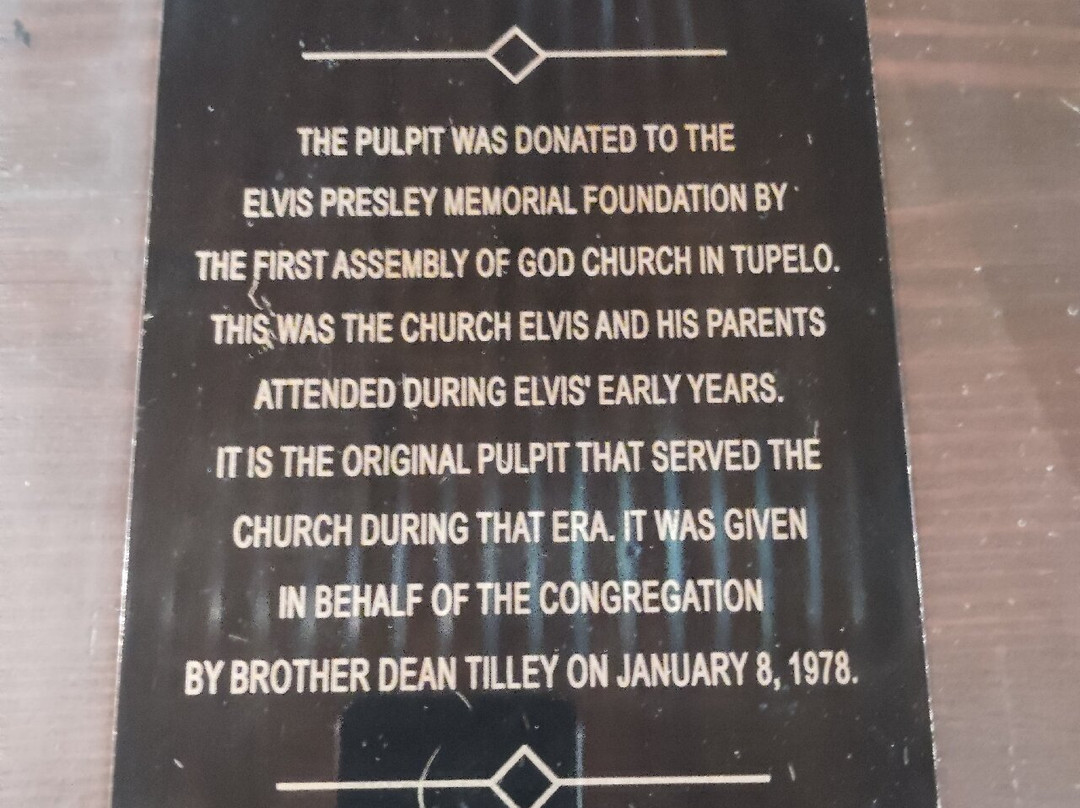 THE PULPIT WAS DONATED TO THE
ELVIS PRESLEY MEMORIAL FOUNDATION BY
THE FIRST ASSEMBLY OF GOD CHURCH IN TUPELO.
THIS WAS THE CHURCH ELVIS AND HIS PARENTS
ATTENDED DURING ELVIS' EARLY YEARS.
IT IS THE ORIGINAL PULPIT THAT SERVED THE
CHURCH DURING THAT ERA. IT WAS GIVEN
IN BEHALF OF THE CONGREGATION
BY BROTHER DEAN TILLEY ON JANUARY 8, 1978.